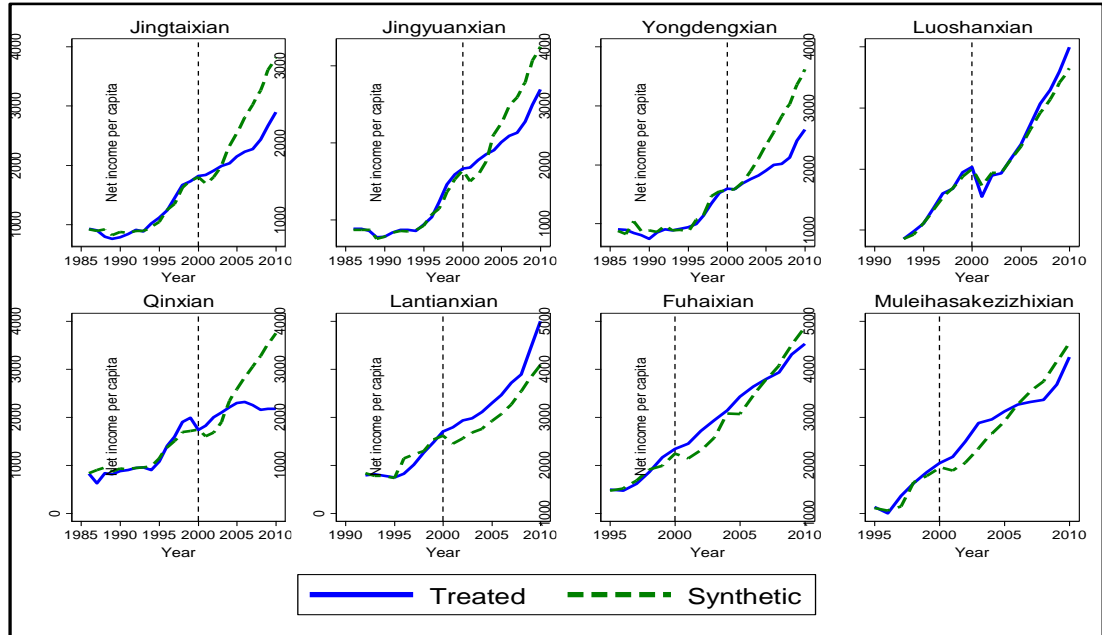 Jingtaixian Jingyuanxian Yongdengxian Luoshanxian
4000 3000 2000 1000
Net income per capita
1985 1990 1995 2000 2005 2010
Year
3000 2000 1000
Net income per capita
1985 1990 1995 2000 2005 2010
Year
4000 3000 2000 1000
Net income per capita
1985 1990 1995 2000 2005 2010
Year
3000 2000 1000
1990 1995 2000 2005 2010
Year
Qinxian Lantianxian Fuhaixian Muleihasakezizhixian
4000 3000 2000 1000 0
Net income per capita
1985 1990 1995 2000 2005 2010
Year
4000 3000 2000 1000 0
Net income per capita
1990 1995 2000 2005 2010
Year
5000 4000 3000 2000 1000
Net income per capita
1995 2000 2005 2010
Year
5000 4000 3000 2000 1000
1995 2000 2005 2010
Year
Treated Synthetic